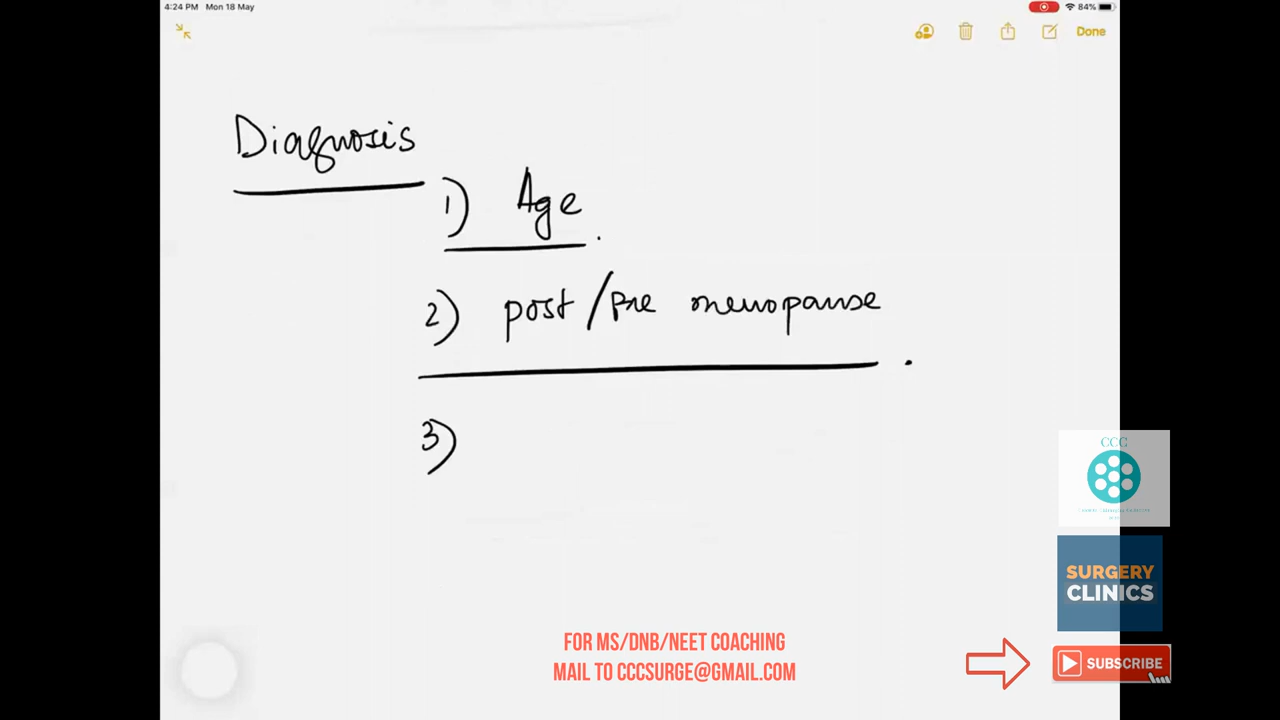 4:24 PM Mon 18 May
84%
Done
Diagnosis
1) Age
2) post/pre menopause
3)
CCC
SURGERY
CLINICS
FOR MS/DNB/NEET COACHING
MAIL TO CCCSURGE@GMAIL.COM
SUBSCRIBE